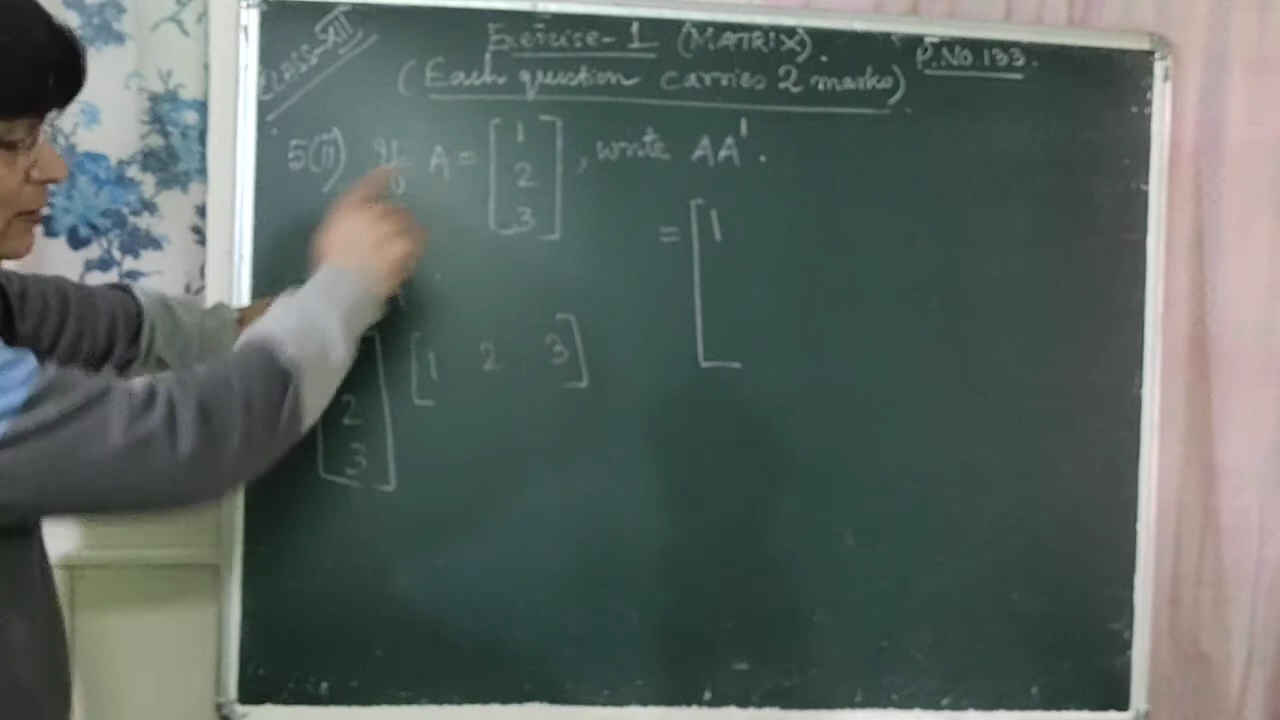 CLASS-XII
Exercise-1 (MATRIX).
P.No.133.
(Each question carries 2 marks)
5(ii) If A = [1 2 3], write AA'.
= [1
[2 3] [1 2 3]